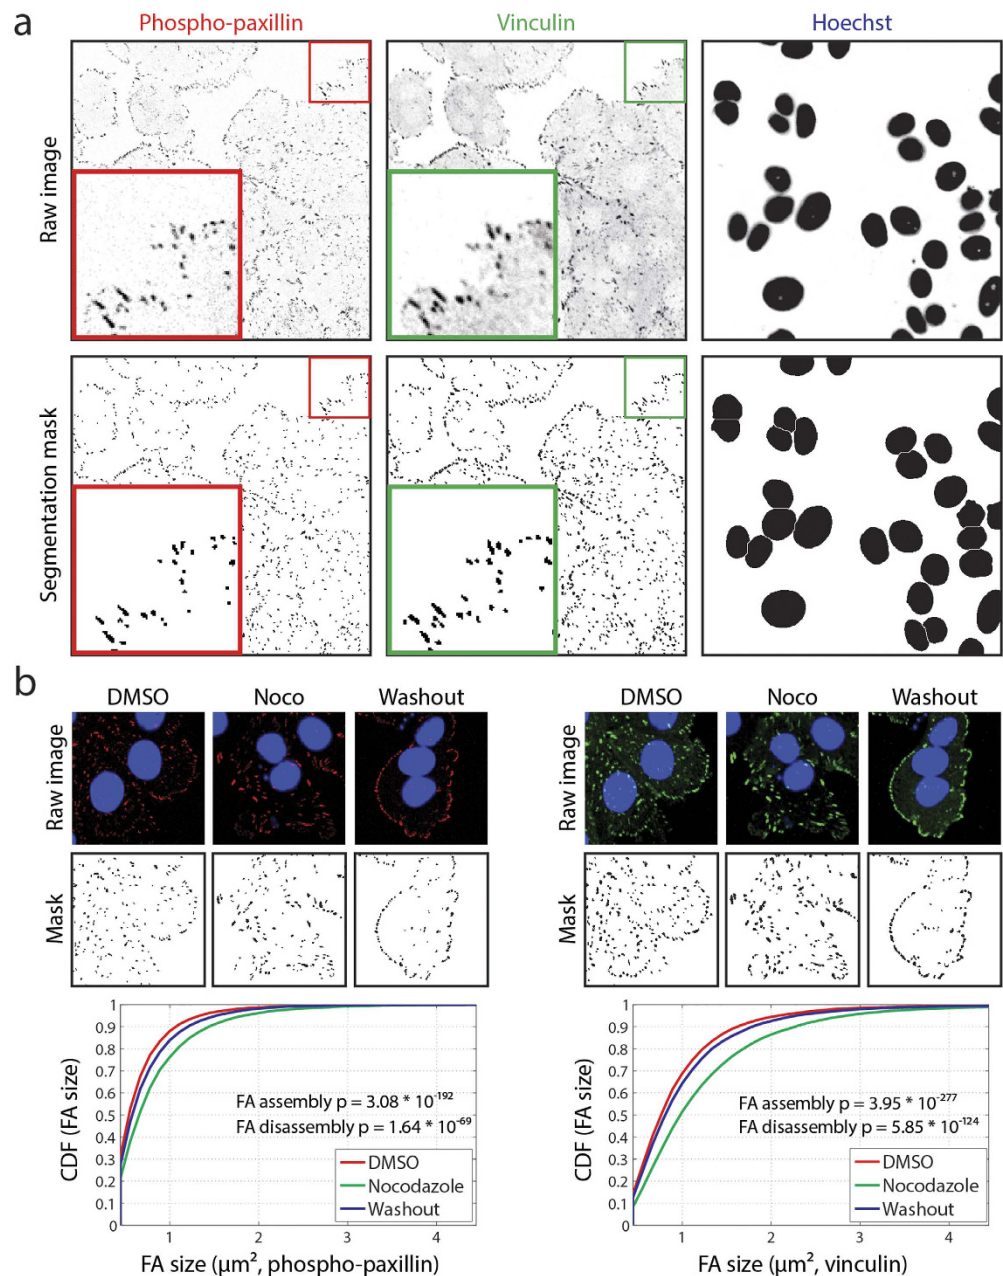 a
Phospho-paxillin
Vinculin
Hoechst
Raw image
Segmentation mask
b
DMSO
Noco
Washout
DMSO
Noco
Washout
Raw image
Raw image
Mask
Mask
CDF (FA size)
1
0.9
0.8
0.7
0.6
0.5
0.4
0.3
0.2
0.1
0
FA assembly p = 3.08 * 10⁻¹⁹²
FA disassembly p = 1.64 * 10⁻⁶⁹
DMSO
Nocodazole
Washout
1 2 3 4
FA size (µm², phospho-paxillin)
CDF (FA size)
1
0.9
0.8
0.7
0.6
0.5
0.4
0.3
0.2
0.1
0
FA assembly p = 3.95 * 10⁻²⁷⁷
FA disassembly p = 5.85 * 10⁻¹²⁴
DMSO
Nocodazole
Washout
1 2 3 4
FA size (µm², vinculin)